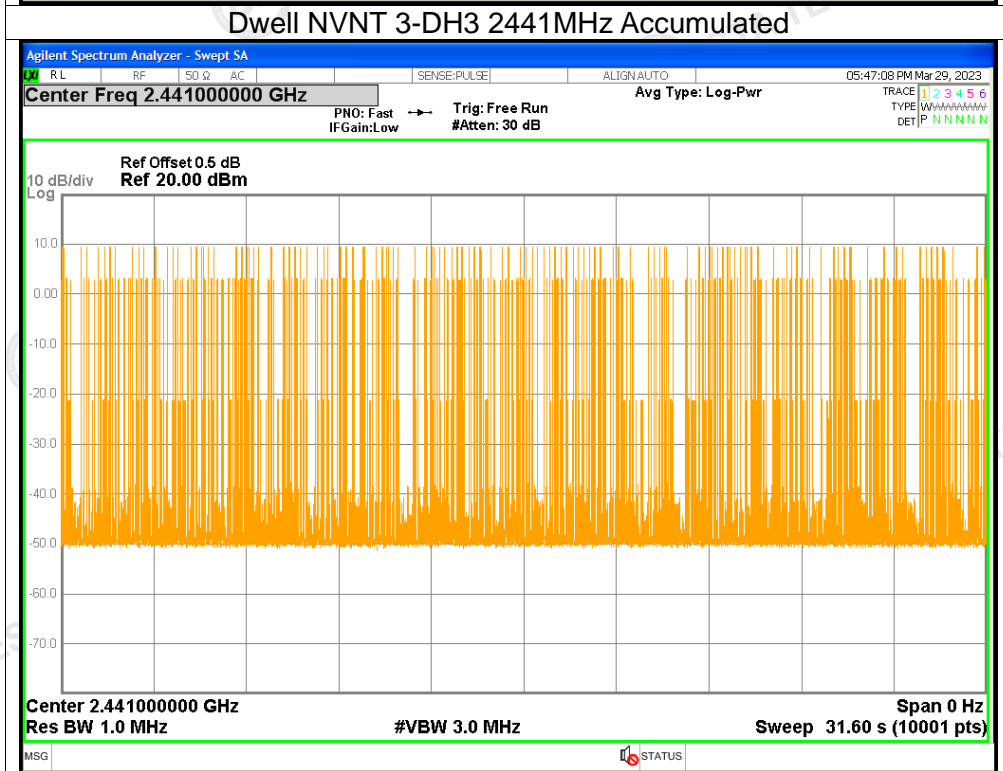 Dwell NVNT 3-DH3 2441MHz Accumulated
Agilent Spectrum Analyzer - Swept SA
LXI RL RF 50 Ω AC SENSE:PULSE ALIGN AUTO 05:47:08 PM Mar 29, 2023
Center Freq 2.441000000 GHz Avg Type: Log-Pwr TRACE 1 2 3 4 5 6
PNO: Fast Trig: Free Run TYPE WWWWWW
IFGain:Low #Atten: 30 dB DET P N N N N N
Ref Offset 0.5 dB
10 dB/div Ref 20.00 dBm
Log
10.0
0.00
-10.0
-20.0
-30.0
-40.0
-50.0
-60.0
-70.0
Center 2.441000000 GHz Span 0 Hz
Res BW 1.0 MHz #VBW 3.0 MHz Sweep 31.60 s (10001 pts)
MSG STATUS